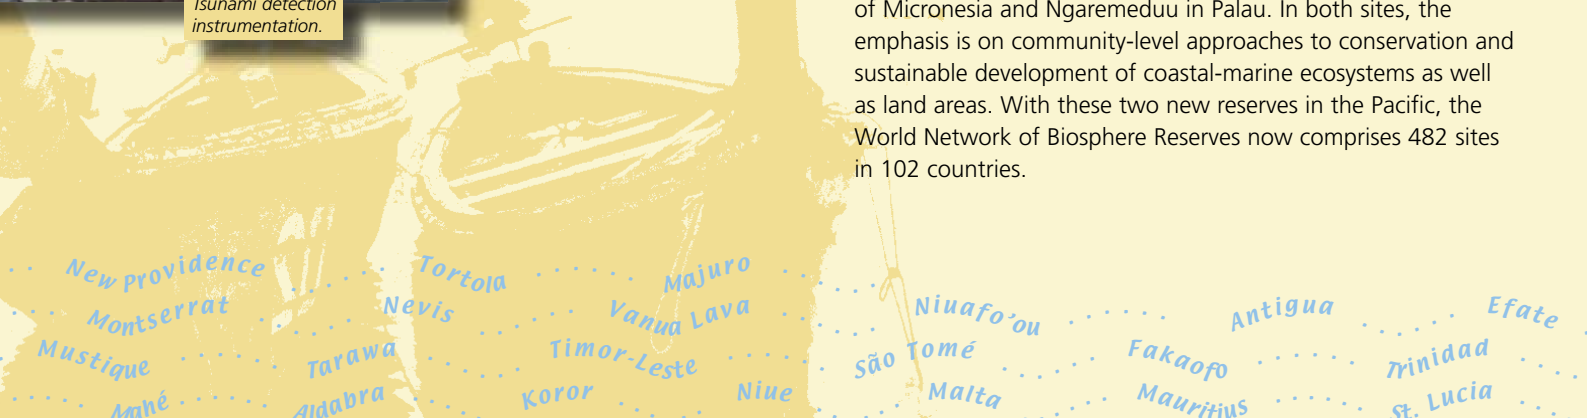 Tsunami detection
instrumentation.
of Micronesia and Ngaremeduu in Palau. In both sites, the
emphasis is on community-level approaches to conservation and
sustainable development of coastal-marine ecosystems as well
as land areas. With these two new reserves in the Pacific, the
World Network of Biosphere Reserves now comprises 482 sites
in 102 countries.
New Providence Tortola Majuro
Montserrat Nevis Vanua Lava Niuafo'ou Antigua Efate
Mustique Tarawa Timor-Leste São Tomé Fakaofo Trinidad
Mahé Aldabra Koror Niue Malta Mauritius St. Lucia